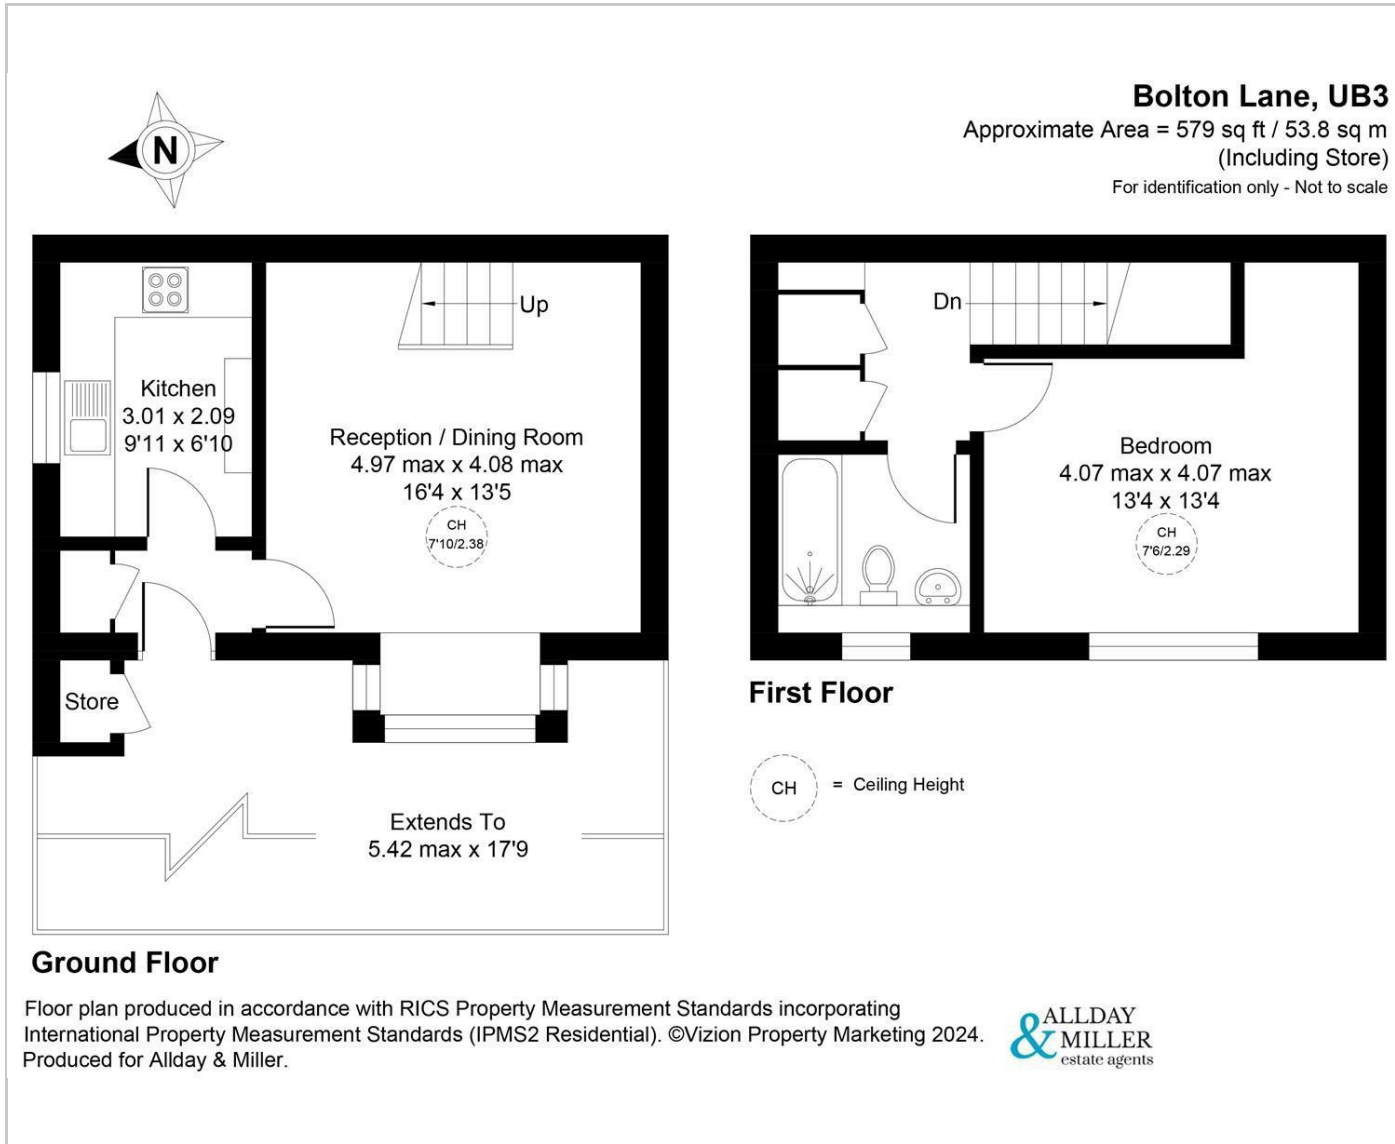 N
Bolton Lane, UB3
Approximate Area = 579 sq ft / 53.8 sq m
(Including Store)
For identification only - Not to scale
Up
Kitchen
3.01 x 2.09
9'11 x 6'10
Reception / Dining Room
4.97 max x 4.08 max
16'4 x 13'5
CH
7'10/2.38
Store
Extends To
5.42 max x 17'9
Ground Floor
Dn
Bedroom
4.07 max x 4.07 max
13'4 x 13'4
CH
7'6/2.29
First Floor
CH = Ceiling Height
Floor plan produced in accordance with RICS Property Measurement Standards incorporating
International Property Measurement Standards (IPMS2 Residential). ©Vizion Property Marketing 2024.
Produced for Allday & Miller.
ALLDAY
& MILLER
estate agents